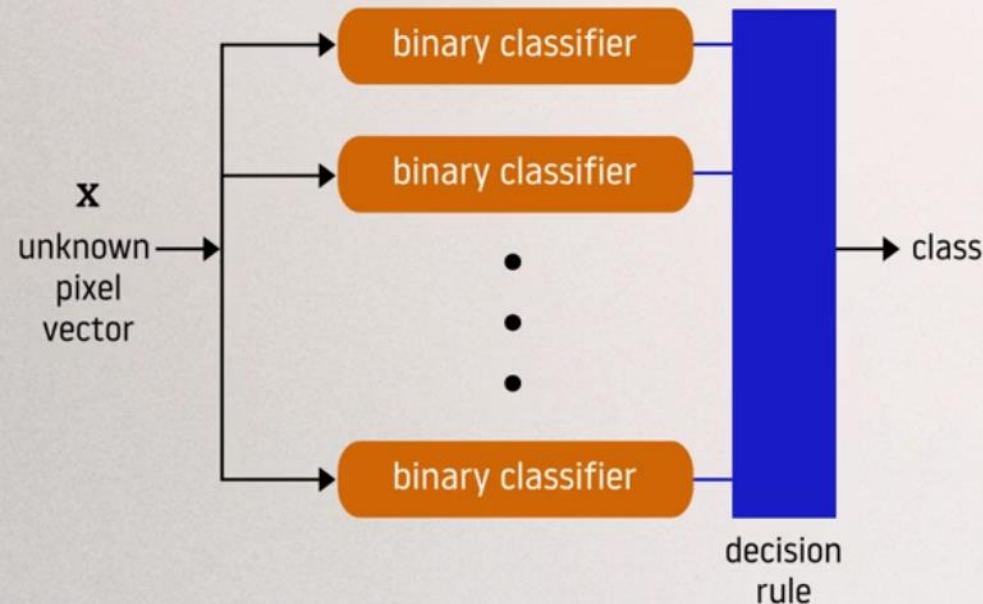 binary classifier
binary classifier
x
unknown
pixel
vector
class
binary classifier
decision
rule